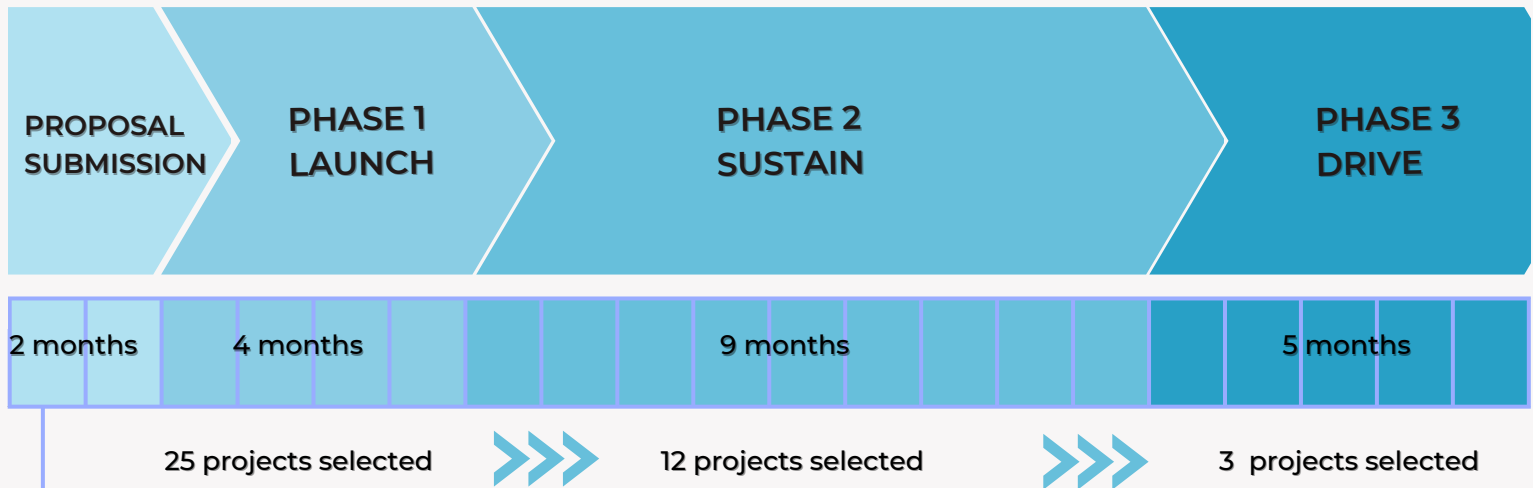 PROPOSAL
SUBMISSION
PHASE 1
LAUNCH
PHASE 2
SUSTAIN
PHASE 3
DRIVE
2 months
4 months
9 months
5 months
25 projects selected
12 projects selected
3 projects selected